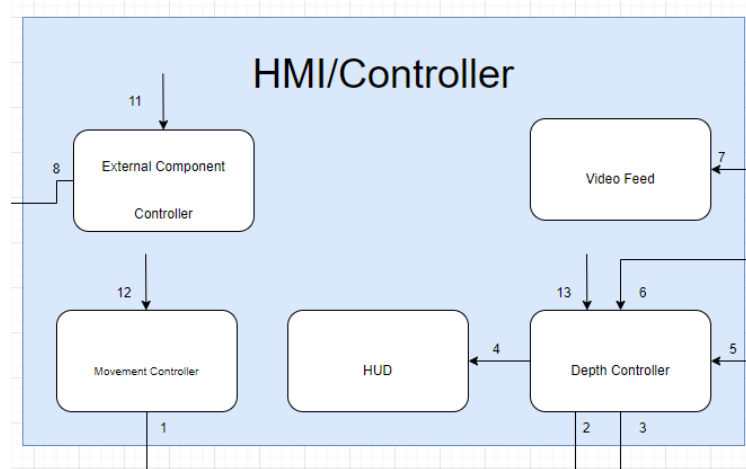 HMI/Controller
11
8
External Component
Controller
Video Feed
7
12
13
6
Movement Controller
HUD
4
Depth Controller
5
1
2
3